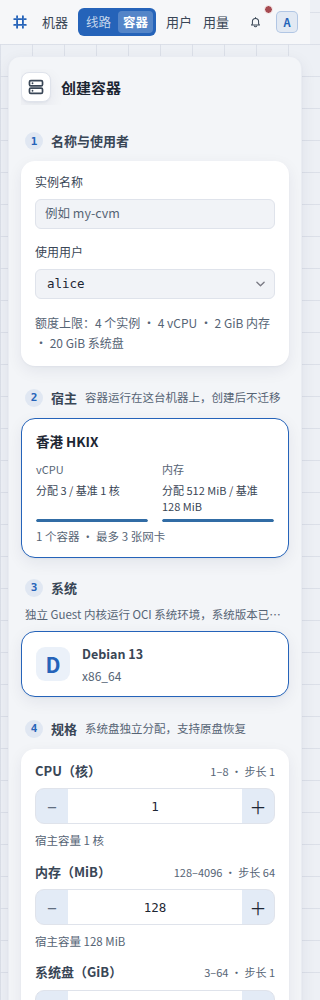 机器 线路 容器 用户 用量 A
创建容器
1 名称与使用者
实例名称
例如 my-cvm
使用用户
alice
额度上限：4 个实例 · 4 vCPU · 2 GiB 内存
· 20 GiB 系统盘
2 宿主 容器运行在这台机器上，创建后不迁移
香港 HKIX
vCPU 内存
分配 3 / 基准 1 核 分配 512 MiB / 基准
128 MiB
1 个容器 · 最多 3 张网卡
3 系统
独立 Guest 内核运行 OCI 系统环境，系统版本已…
D Debian 13
x86_64
4 规格 系统盘独立分配，支持原盘恢复
CPU（核） 1–8 · 步长 1
− 1 +
宿主容量 1 核
内存（MiB） 128–4096 · 步长 64
− 128 +
宿主容量 128 MiB
系统盘（GiB） 3–64 · 步长 1